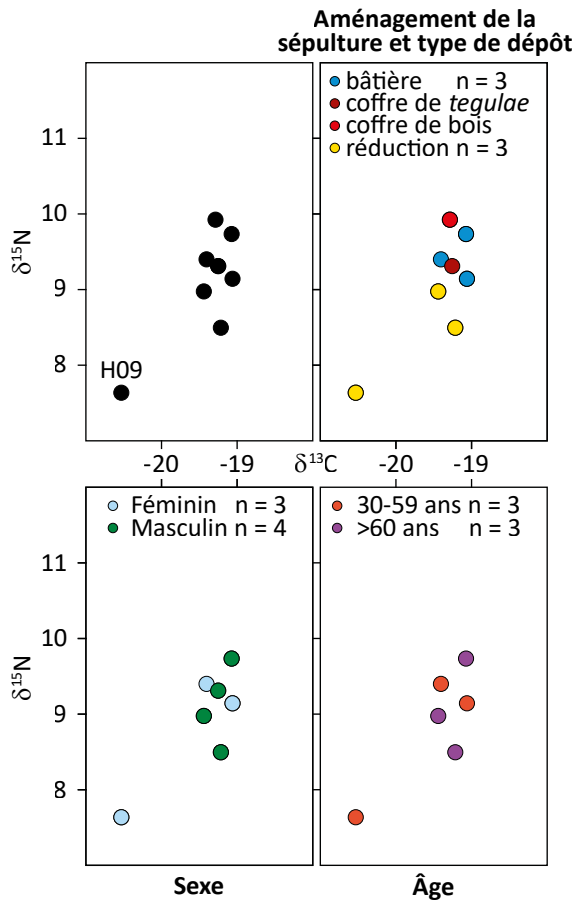 Aménagement de la
sépulture et type de dépôt
bâtière n = 3
coffre de tegulae
coffre de bois
réduction n = 3
11
10
9
8
δ15N
H09
-20
-19
δ13C
-20
-19
Féminin n = 3
Masculin n = 4
30-59 ans n = 3
>60 ans n = 3
11
10
9
8
δ15N
Sexe
Âge